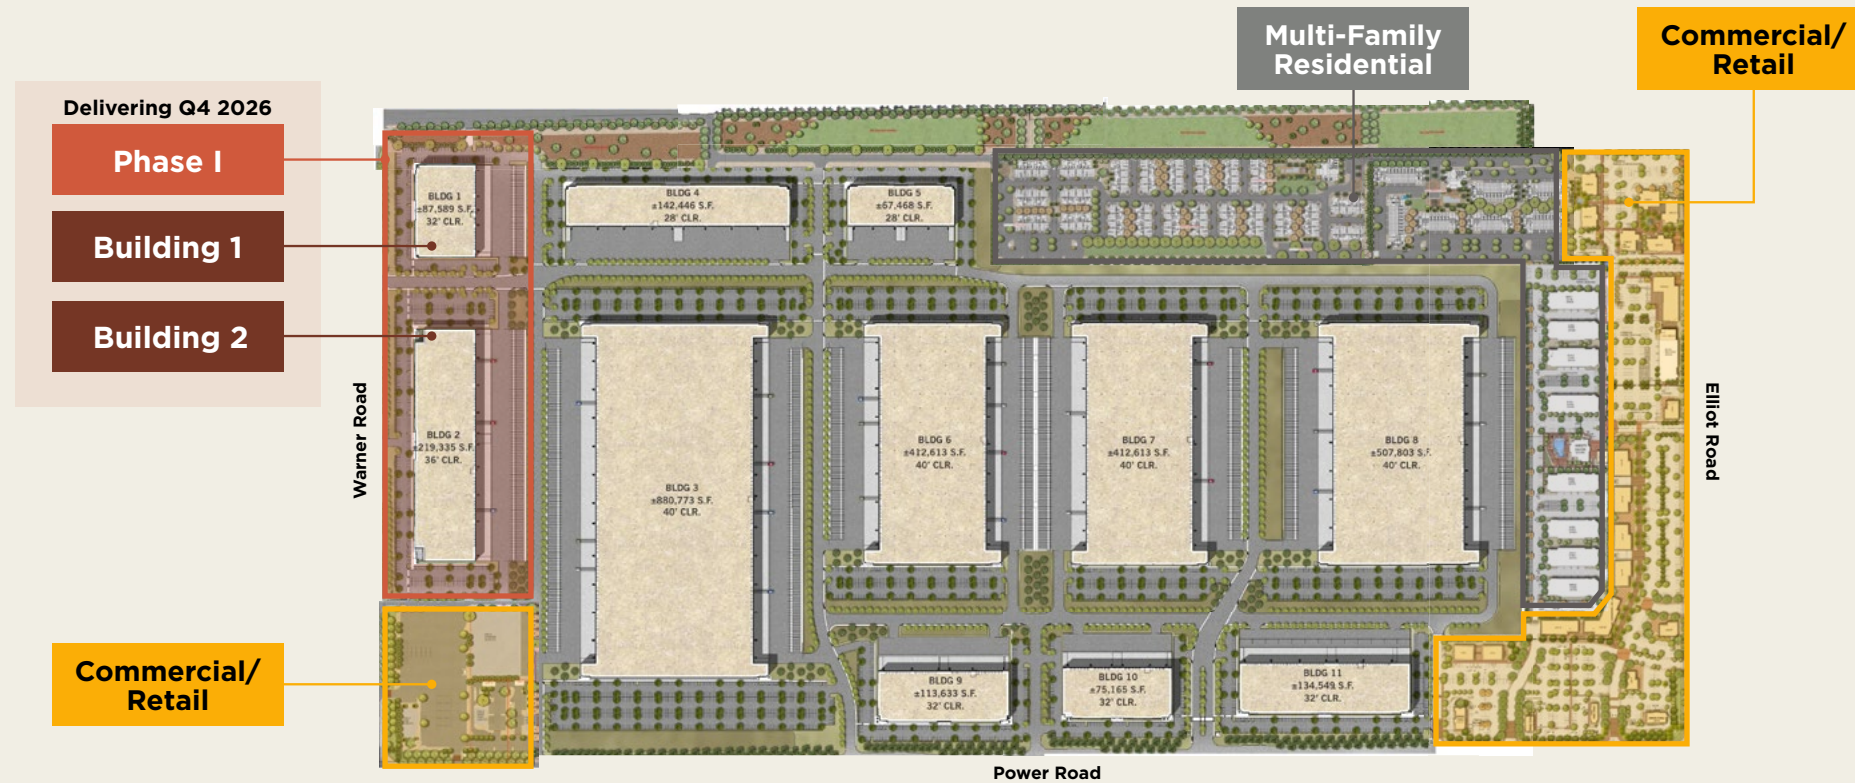 Multi-Family
Residential
Commercial/
Retail
Delivering Q4 2026
Phase I
Building 1
Building 2
BLDG 1
±87,589 S.F.
32' CLR.
BLDG 4
±142,446 S.F.
28' CLR.
BLDG 5
±67,468 S.F.
28' CLR.
BLDG 2
±219,335 S.F.
36' CLR.
BLDG 3
±880,773 S.F.
40' CLR.
BLDG 6
±412,613 S.F.
40' CLR.
BLDG 7
±412,613 S.F.
40' CLR.
BLDG 8
±507,803 S.F.
40' CLR.
Warner Road
Elliot Road
Commercial/
Retail
BLDG 9
±113,633 S.F.
32' CLR.
BLDG 10
±75,165 S.F.
32' CLR.
BLDG 11
±134,549 S.F.
32' CLR.
Power Road